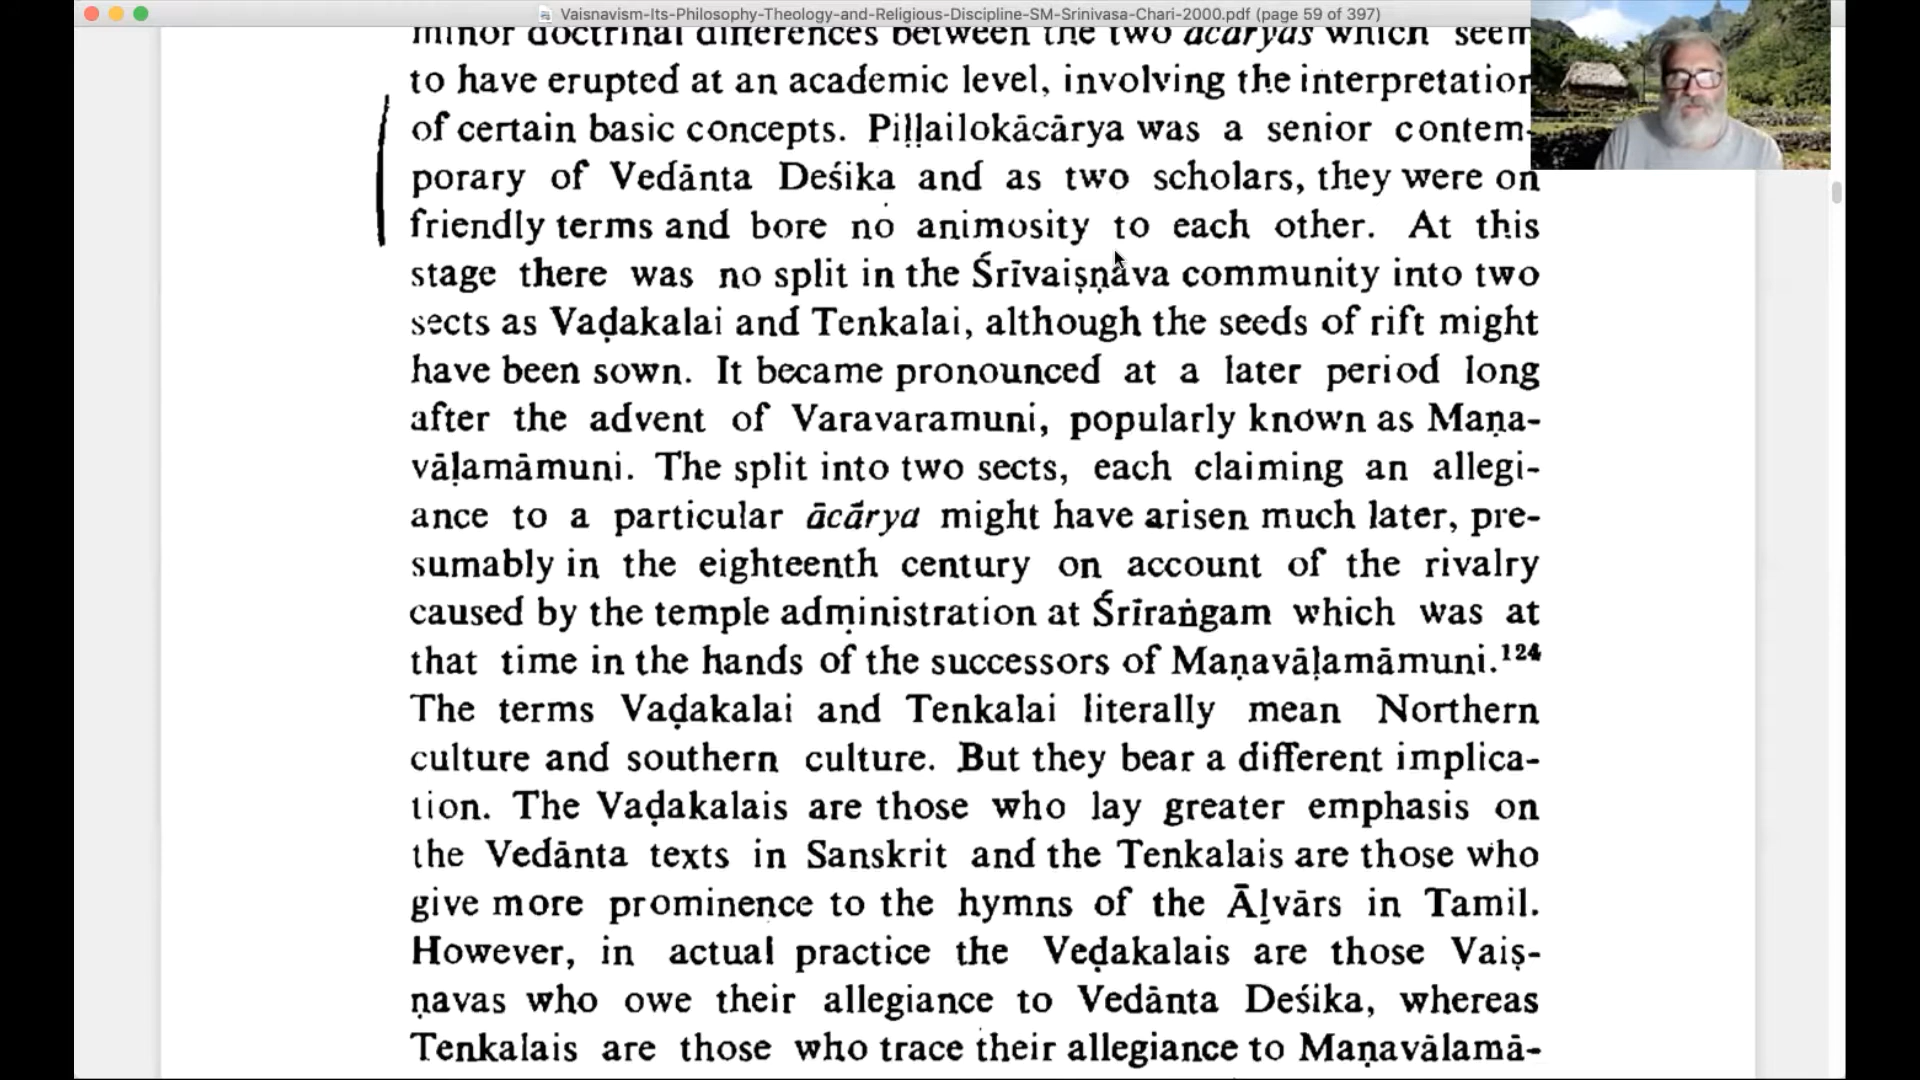 Vaisnavism-Its-Philosophy-Theology-and-Religious-Discipline-SM-Srinivasa-Chari-2000.pdf (page 59 of 397)
minor doctrinal differences between the two ācāryas which seem
to have erupted at an academic level, involving the interpretation
of certain basic concepts. Piḷḷailokācārya was a senior contem-
porary of Vedānta Deśika and as two scholars, they were on
friendly terms and bore no animosity to each other. At this
stage there was no split in the Śrīvaiṣṇava community into two
sects as Vaḍakalai and Tenkalai, although the seeds of rift might
have been sown. It became pronounced at a later period long
after the advent of Varavaramuni, popularly known as Maṇa-
vāḷamāmuni. The split into two sects, each claiming an allegi-
ance to a particular ācārya might have arisen much later, pre-
sumably in the eighteenth century on account of the rivalry
caused by the temple administration at Śrīraṅgam which was at
that time in the hands of the successors of Maṇavāḷamāmuni.¹²⁴
The terms Vaḍakalai and Tenkalai literally mean Northern
culture and southern culture. But they bear a different implica-
tion. The Vaḍakalais are those who lay greater emphasis on
the Vedānta texts in Sanskrit and the Tenkalais are those who
give more prominence to the hymns of the Āḻvārs in Tamil.
However, in actual practice the Veḍakalais are those Vaiṣ-
ṇavas who owe their allegiance to Vedānta Deśika, whereas
Tenkalais are those who trace their allegiance to Maṇavālamā-